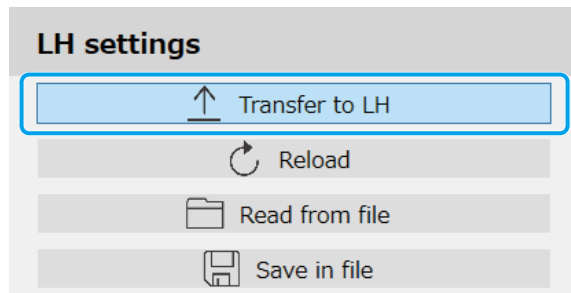 LH settings
Transfer to LH
Reload
Read from file
Save in file